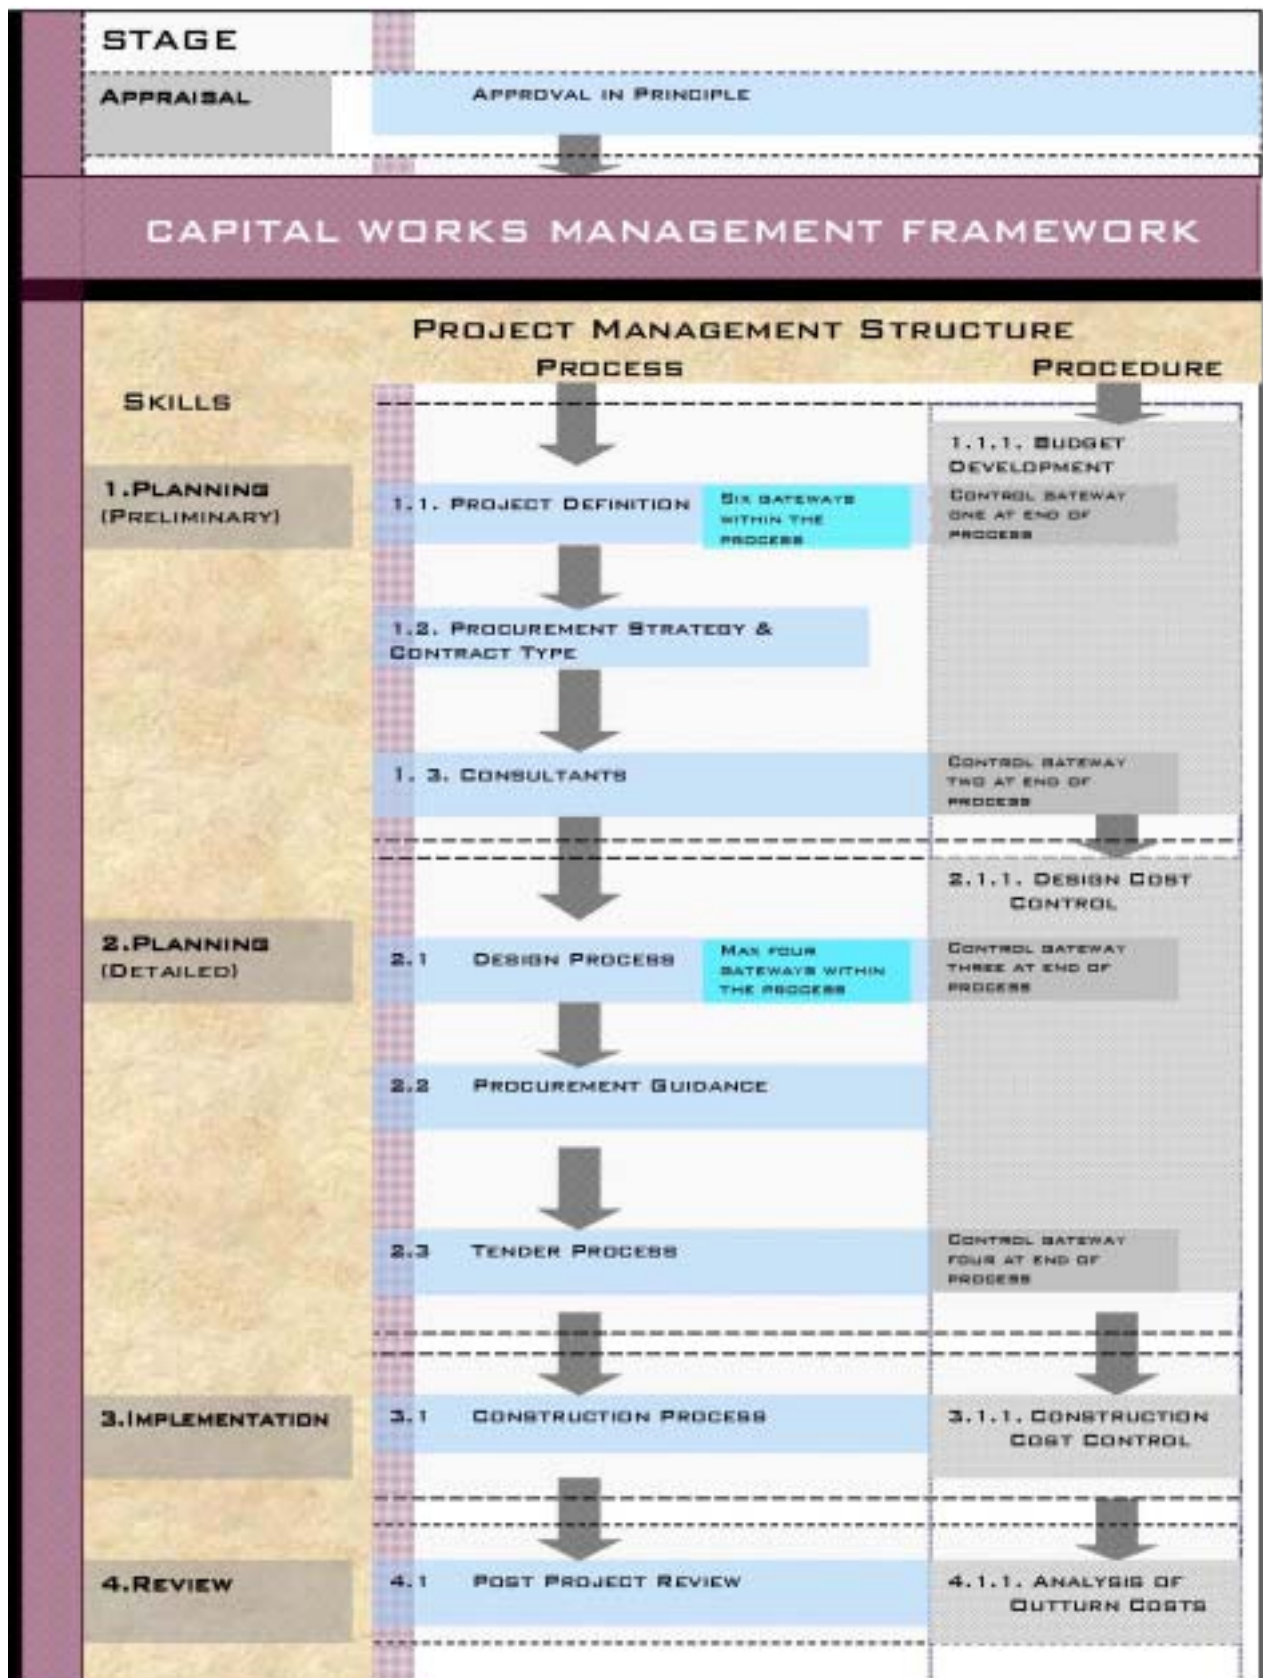 STAGE
APPRAISAL
APPROVAL IN PRINCIPLE
CAPITAL WORKS MANAGEMENT FRAMEWORK
PROJECT MANAGEMENT STRUCTURE
PROCESS
PROCEDURE
SKILLS
1.1.1. BUDGET
DEVELOPMENT
1.PLANNING
(PRELIMINARY)
1.1. PROJECT DEFINITION
SIX GATEWAYS
WITHIN THE
PROCESS
CONTROL GATEWAY
ONE AT END OF
PROCESS
1.2. PROCUREMENT STRATEGY &
CONTRACT TYPE
1. 3. CONSULTANTS
CONTROL GATEWAY
TWO AT END OF
PROCESS
2.1.1. DESIGN COST
CONTROL
2.PLANNING
(DETAILED)
2.1 DESIGN PROCESS
MAX FOUR
GATEWAYS WITHIN
THE PROCESS
CONTROL GATEWAY
THREE AT END OF
PROCESS
2.2 PROCUREMENT GUIDANCE
2.3 TENDER PROCESS
CONTROL GATEWAY
FOUR AT END OF
PROCESS
3.IMPLEMENTATION
3.1 CONSTRUCTION PROCESS
3.1.1. CONSTRUCTION
COST CONTROL
4.REVIEW
4.1 POST PROJECT REVIEW
4.1.1. ANALYSIS OF
OUTTURN COSTS